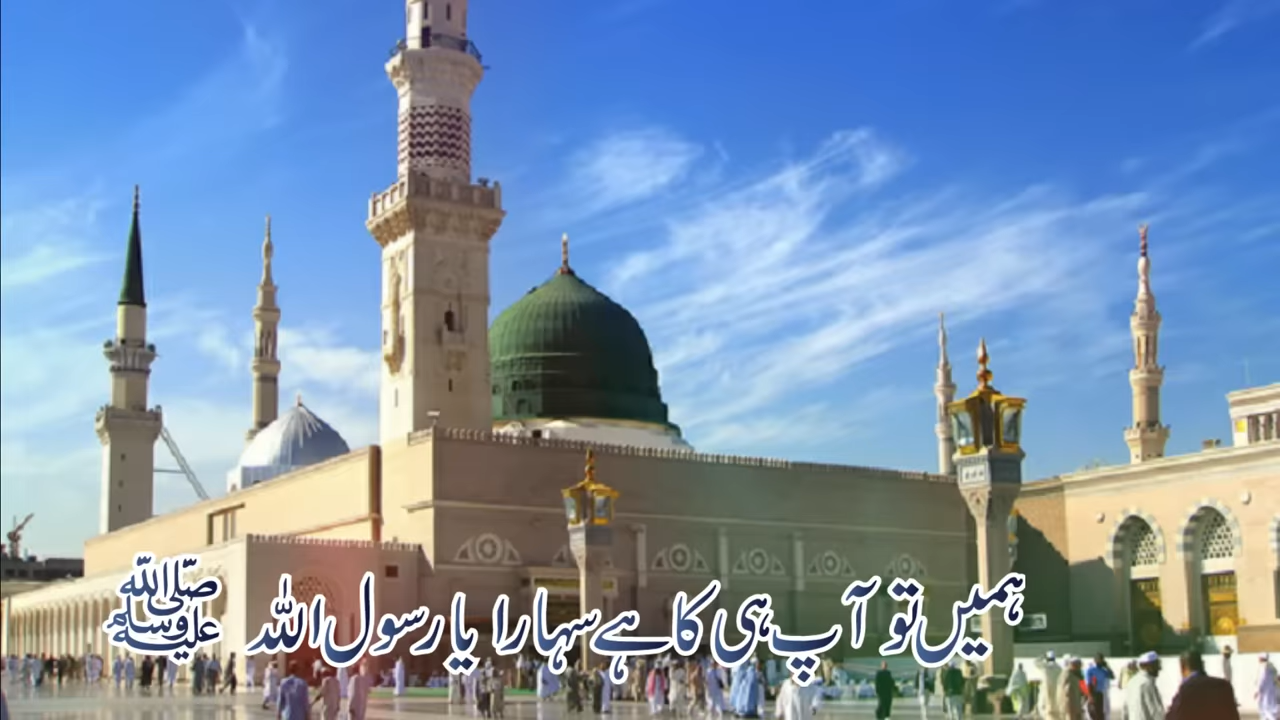 ہمیں تو آپ ہی کا ہے سہارا یا رسول اللہ ﷺ